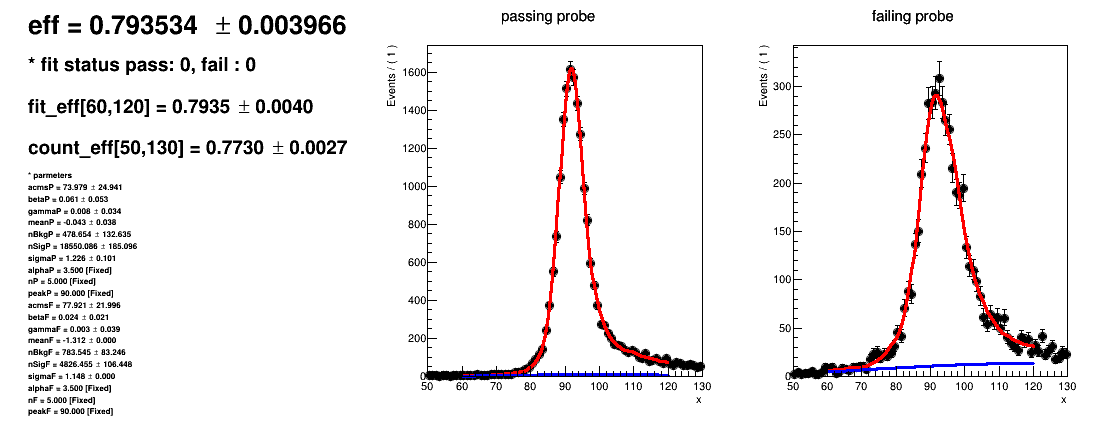 eff = 0.793534 ± 0.003966
* fit status pass: 0, fail : 0
fit_eff[60,120] = 0.7935 ± 0.0040
count_eff[50,130] = 0.7730 ± 0.0027
* parmeters
acmsP = 73.979 ± 24.941
betaP = 0.061 ± 0.053
gammaP = 0.008 ± 0.034
meanP = -0.043 ± 0.038
nBkgP = 478.654 ± 132.635
nSigP = 18550.086 ± 185.096
sigmaP = 1.226 ± 0.101
alphaP = 3.500 [Fixed]
nP = 5.000 [Fixed]
peakP = 90.000 [Fixed]
acmsF = 77.921 ± 21.996
betaF = 0.024 ± 0.021
gammaF = 0.003 ± 0.039
meanF = -1.312 ± 0.000
nBkgF = 783.545 ± 83.246
nSigF = 4826.455 ± 106.448
sigmaF = 1.148 ± 0.000
alphaF = 3.500 [Fixed]
nF = 5.000 [Fixed]
peakF = 90.000 [Fixed]
passing probe
Events / ( 1 )
1600
1400
1200
1000
800
600
400
200
0
50 60 70 80 90 100 110 120 130
x
failing probe
Events / ( 1 )
300
250
200
150
100
50
0
50 60 70 80 90 100 110 120 130
x